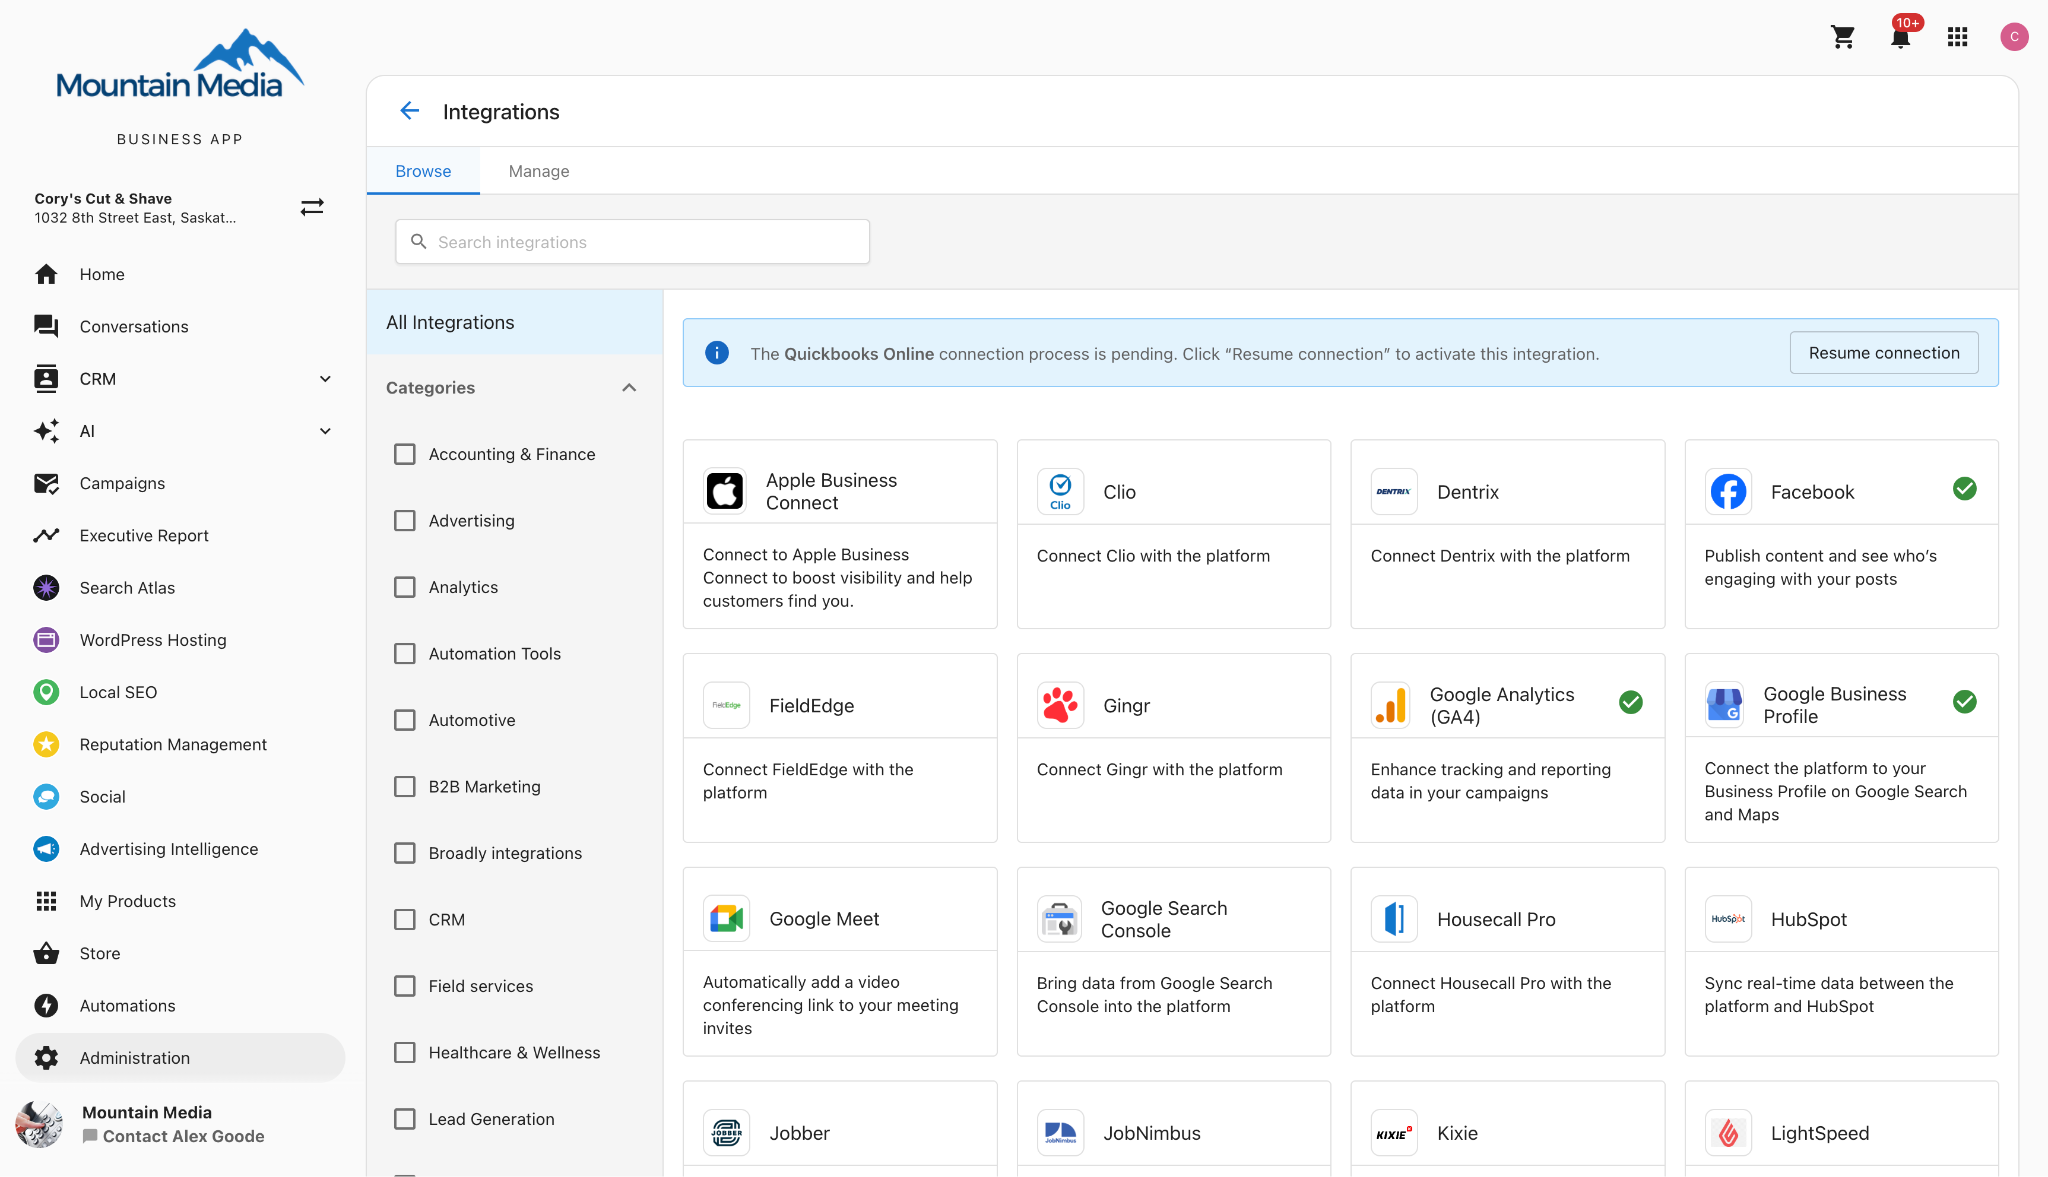 Mountain Media
BUSINESS APP
Cory's Cut & Shave
1032 8th Street East, Saskat...
Home
Conversations
CRM
AI
Campaigns
Executive Report
Search Atlas
WordPress Hosting
Local SEO
Reputation Management
Social
Advertising Intelligence
My Products
Store
Automations
Administration
Mountain Media
Contact Alex Goode
10+
C
Integrations
Browse
Manage
Search integrations
All Integrations
Categories
Accounting & Finance
Advertising
Analytics
Automation Tools
Automotive
B2B Marketing
Broadly integrations
CRM
Field services
Healthcare & Wellness
Lead Generation
The Quickbooks Online connection process is pending. Click “Resume connection” to activate this integration.
Resume connection
Apple Business
Connect
Connect to Apple Business
Connect to boost visibility and help
customers find you.
Clio
Clio
Connect Clio with the platform
DENTRIX
Dentrix
Connect Dentrix with the platform
Facebook
Publish content and see who’s
engaging with your posts
FieldEdge
FieldEdge
Connect FieldEdge with the
platform
Gingr
Connect Gingr with the platform
Google Analytics
(GA4)
Enhance tracking and reporting
data in your campaigns
G
Google Business
Profile
Connect the platform to your
Business Profile on Google Search
and Maps
Google Meet
Automatically add a video
conferencing link to your meeting
invites
Google Search
Console
Bring data from Google Search
Console into the platform
Housecall Pro
Connect Housecall Pro with the
platform
HubSpot
HubSpot
Sync real-time data between the
platform and HubSpot
JOBBER
Jobber
JobNimbus
JobNimbus
KIXIE
Kixie
LightSpeed